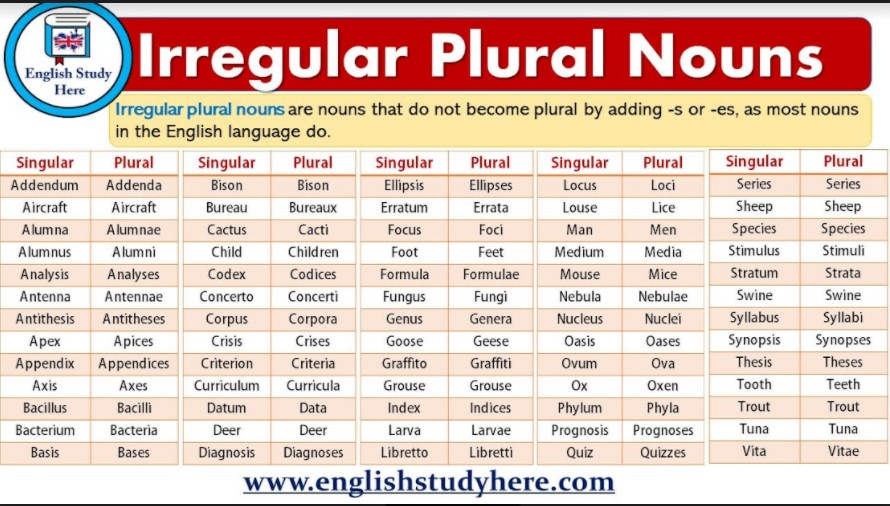 English Study
Here
Irregular Plural Nouns
Irregular plural nouns are nouns that do not become plural by adding -s or -es, as most nouns
in the English language do.
Singular Plural Singular Plural Singular Plural Singular Plural Singular Plural
Addendum Addenda Bison Bison Ellipsis Ellipses Locus Loci Series Series
Aircraft Aircraft Bureau Bureaux Erratum Errata Louse Lice Sheep Sheep
Alumna Alumnae Cactus Cacti Focus Foci Man Men Species Species
Alumnus Alumni Child Children Foot Feet Medium Media Stimulus Stimuli
Analysis Analyses Codex Codices Formula Formulae Mouse Mice Stratum Strata
Antenna Antennae Concerto Concerti Fungus Fungi Nebula Nebulae Swine Swine
Antithesis Antitheses Corpus Corpora Genus Genera Nucleus Nuclei Syllabus Syllabi
Apex Apices Crisis Crises Goose Geese Oasis Oases Synopsis Synopses
Appendix Appendices Criterion Criteria Graffito Graffiti Ovum Ova Thesis Theses
Axis Axes Curriculum Curricula Grouse Grouse Ox Oxen Tooth Teeth
Bacillus Bacilli Datum Data Index Indices Phylum Phyla Trout Trout
Bacterium Bacteria Deer Deer Larva Larvae Prognosis Prognoses Tuna Tuna
Basis Bases Diagnosis Diagnoses Libretto Libretti Quiz Quizzes Vita Vitae
www.englishstudyhere.com